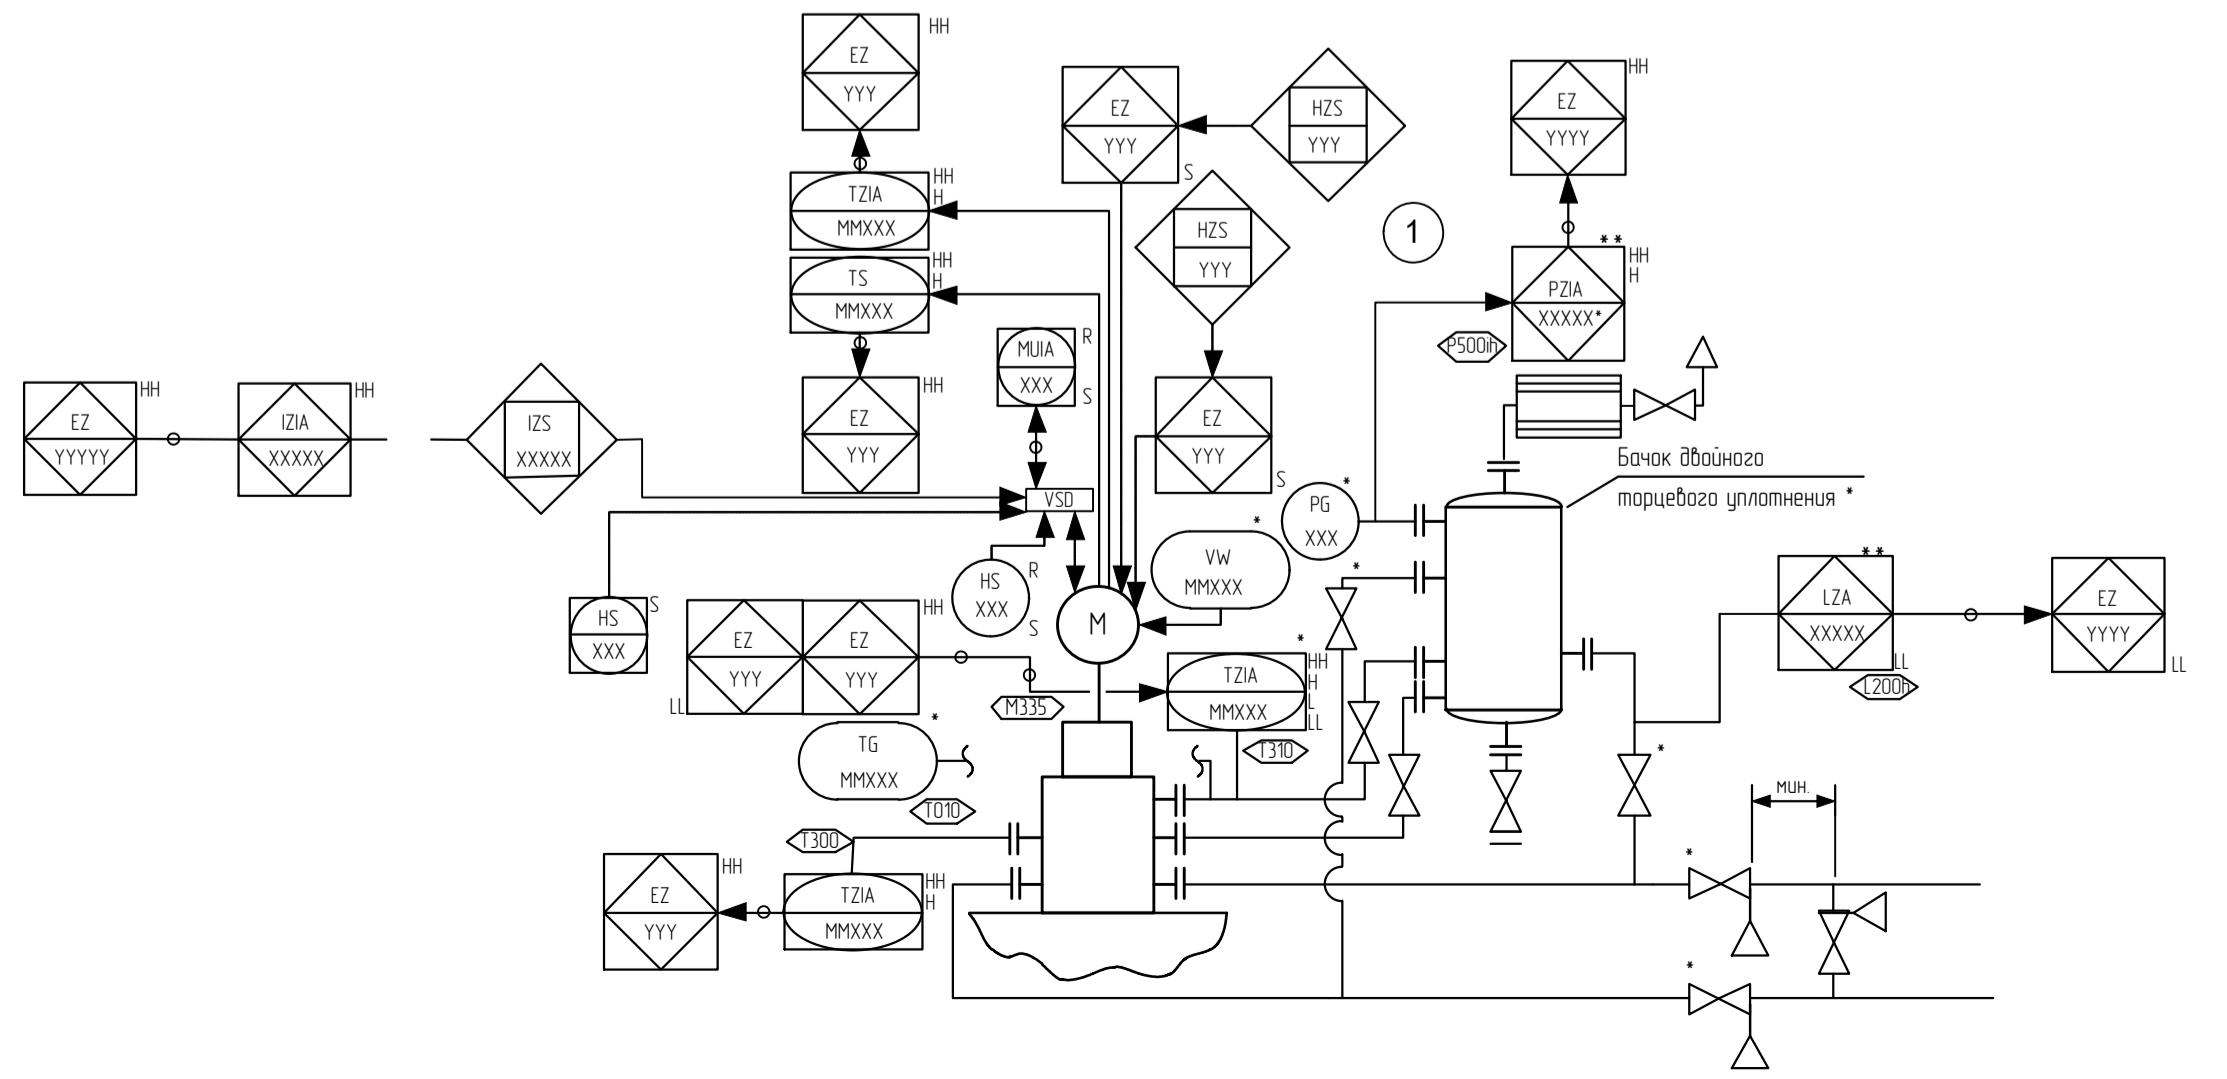 HH
EZ
YYY
EZ
YYY
S
HZS
YYY
HH
EZ
YYYY
HH
H
TZIA
MMXXX
HZS
YYY
1
* *
HH
H
PZIA
XXXXX*
P500ih
HH
H
TS
MMXXX
MUIA
XXX
R
S
EZ
YYYYY
HH
IZIA
XXXXX
HH
IZS
XXXXX
EZ
YYY
HH
EZ
YYY
S
VSD
PG
XXX
*
Бачок двойного
торцевого уплотнения *
HS
XXX
R
S
VW
MMXXX
*
*
HS
XXX
S
M
* *
LZA
XXXXX
LL
L200h
EZ
YYYY
LL
EZ
YYY
LL
EZ
YYY
HH
M335
*
TZIA
MMXXX
HH
H
L
LL
T310
TG
MMXXX
*
T010
*
мин.
T300
EZ
YYY
HH
TZIA
MMXXX
HH
H
*
*